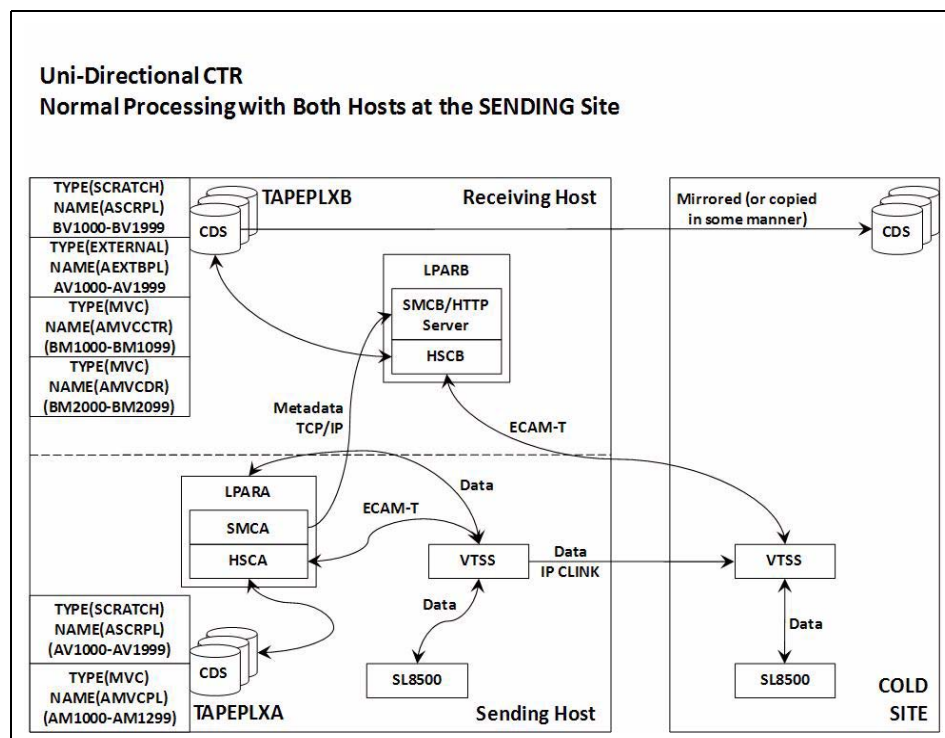 Uni-Directional CTR
Normal Processing with Both Hosts at the SENDING Site
TYPE(SCRATCH)
NAME(ASCRPL)
BV1000-BV1999
TYPE(EXTERNAL)
NAME(AEXTBPL)
AV1000-AV1999
TYPE(MVC)
NAME(AMVCCTR)
(BM1000-BM1099)
TYPE(MVC)
NAME(AMVCDR)
(BM2000-BM2099)
TAPEPLXB
CDS
Receiving Host
Mirrored (or copied
in some manner)
CDS
LPARB
SMCB/HTTP
Server
HSCB
Metadata
TCP/IP
ECAM-T
LPARA
SMCA
HSCA
Data
ECAM-T
VTSS
Data
IP CLINK
VTSS
Data
Data
TYPE(SCRATCH)
NAME(ASCRPL)
(AV1000-AV1999)
TYPE(MVC)
NAME(AMVCPL)
(AM1000-AM1299)
CDS
TAPEPLXA
SL8500
Sending Host
SL8500
COLD
SITE